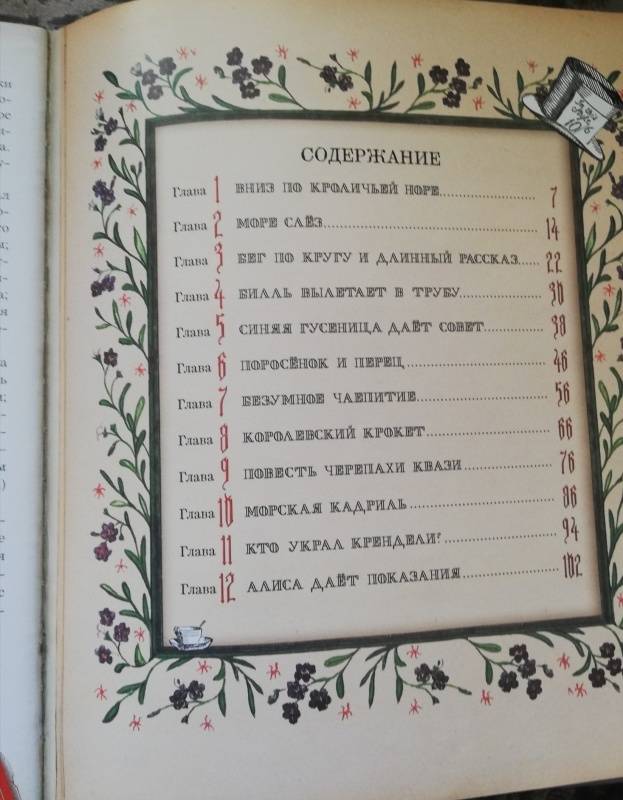 СОДЕРЖАНИЕ
Глава 1 ВНИЗ ПО КРОЛИЧЬЕЙ НОРЕ 7
Глава 2 МОРЕ СЛЁЗ 14
Глава 3 БЕГ ПО КРУГУ И ДЛИННЫЙ РАССКАЗ 22
Глава 4 БИЛЛЬ ВЫЛЕТАЕТ В ТРУБУ 30
Глава 5 СИНЯЯ ГУСЕНИЦА ДАЁТ СОВЕТ 38
Глава 6 ПОРОСЁНОК И ПЕРЕЦ 46
Глава 7 БЕЗУМНОЕ ЧАЕПИТИЕ 56
Глава 8 КОРОЛЕВСКИЙ КРОКЕТ 66
Глава 9 ПОВЕСТЬ ЧЕРЕПАХИ КВАЗИ 76
Глава 10 МОРСКАЯ КАДРИЛЬ 86
Глава 11 КТО УКРАЛ КРЕНДЕЛИ? 94
Глава 12 АЛИСА ДАЁТ ПОКАЗАНИЯ 102